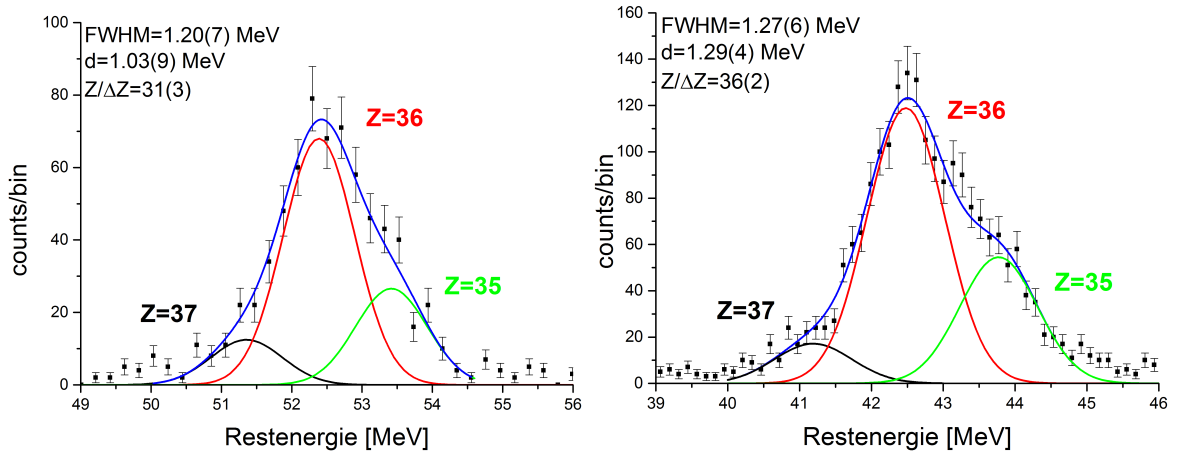 FWHM=1.20(7) MeV
d=1.03(9) MeV
Z/ΔZ=31(3)
Z=36
Z=35
Z=37
counts/bin
100
80
60
40
20
0
49 50 51 52 53 54 55 56
Restenergie [MeV]
FWHM=1.27(6) MeV
d=1.29(4) MeV
Z/ΔZ=36(2)
Z=36
Z=35
Z=37
counts/bin
160
140
120
100
80
60
40
20
0
39 40 41 42 43 44 45 46
Restenergie [MeV]